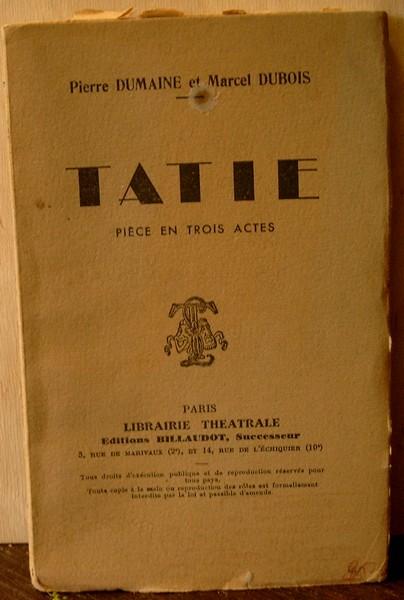 Pierre DUMAINE et Marcel DUBOIS
TATIE
PIÈCE EN TROIS ACTES
PARIS
LIBRAIRIE THEATRALE
Editions BILLAUDOT, Successeur
3, RUE DE MARIVAUX (2e), ET 14, RUE DE L'ÉCHIQUIER (10e)
Tous droits d'exécution publique et de reproduction réservés pour
tous pays.
Toute copie à la main ou reproduction des rôles est formellement
interdite par la loi et passible d'amende.